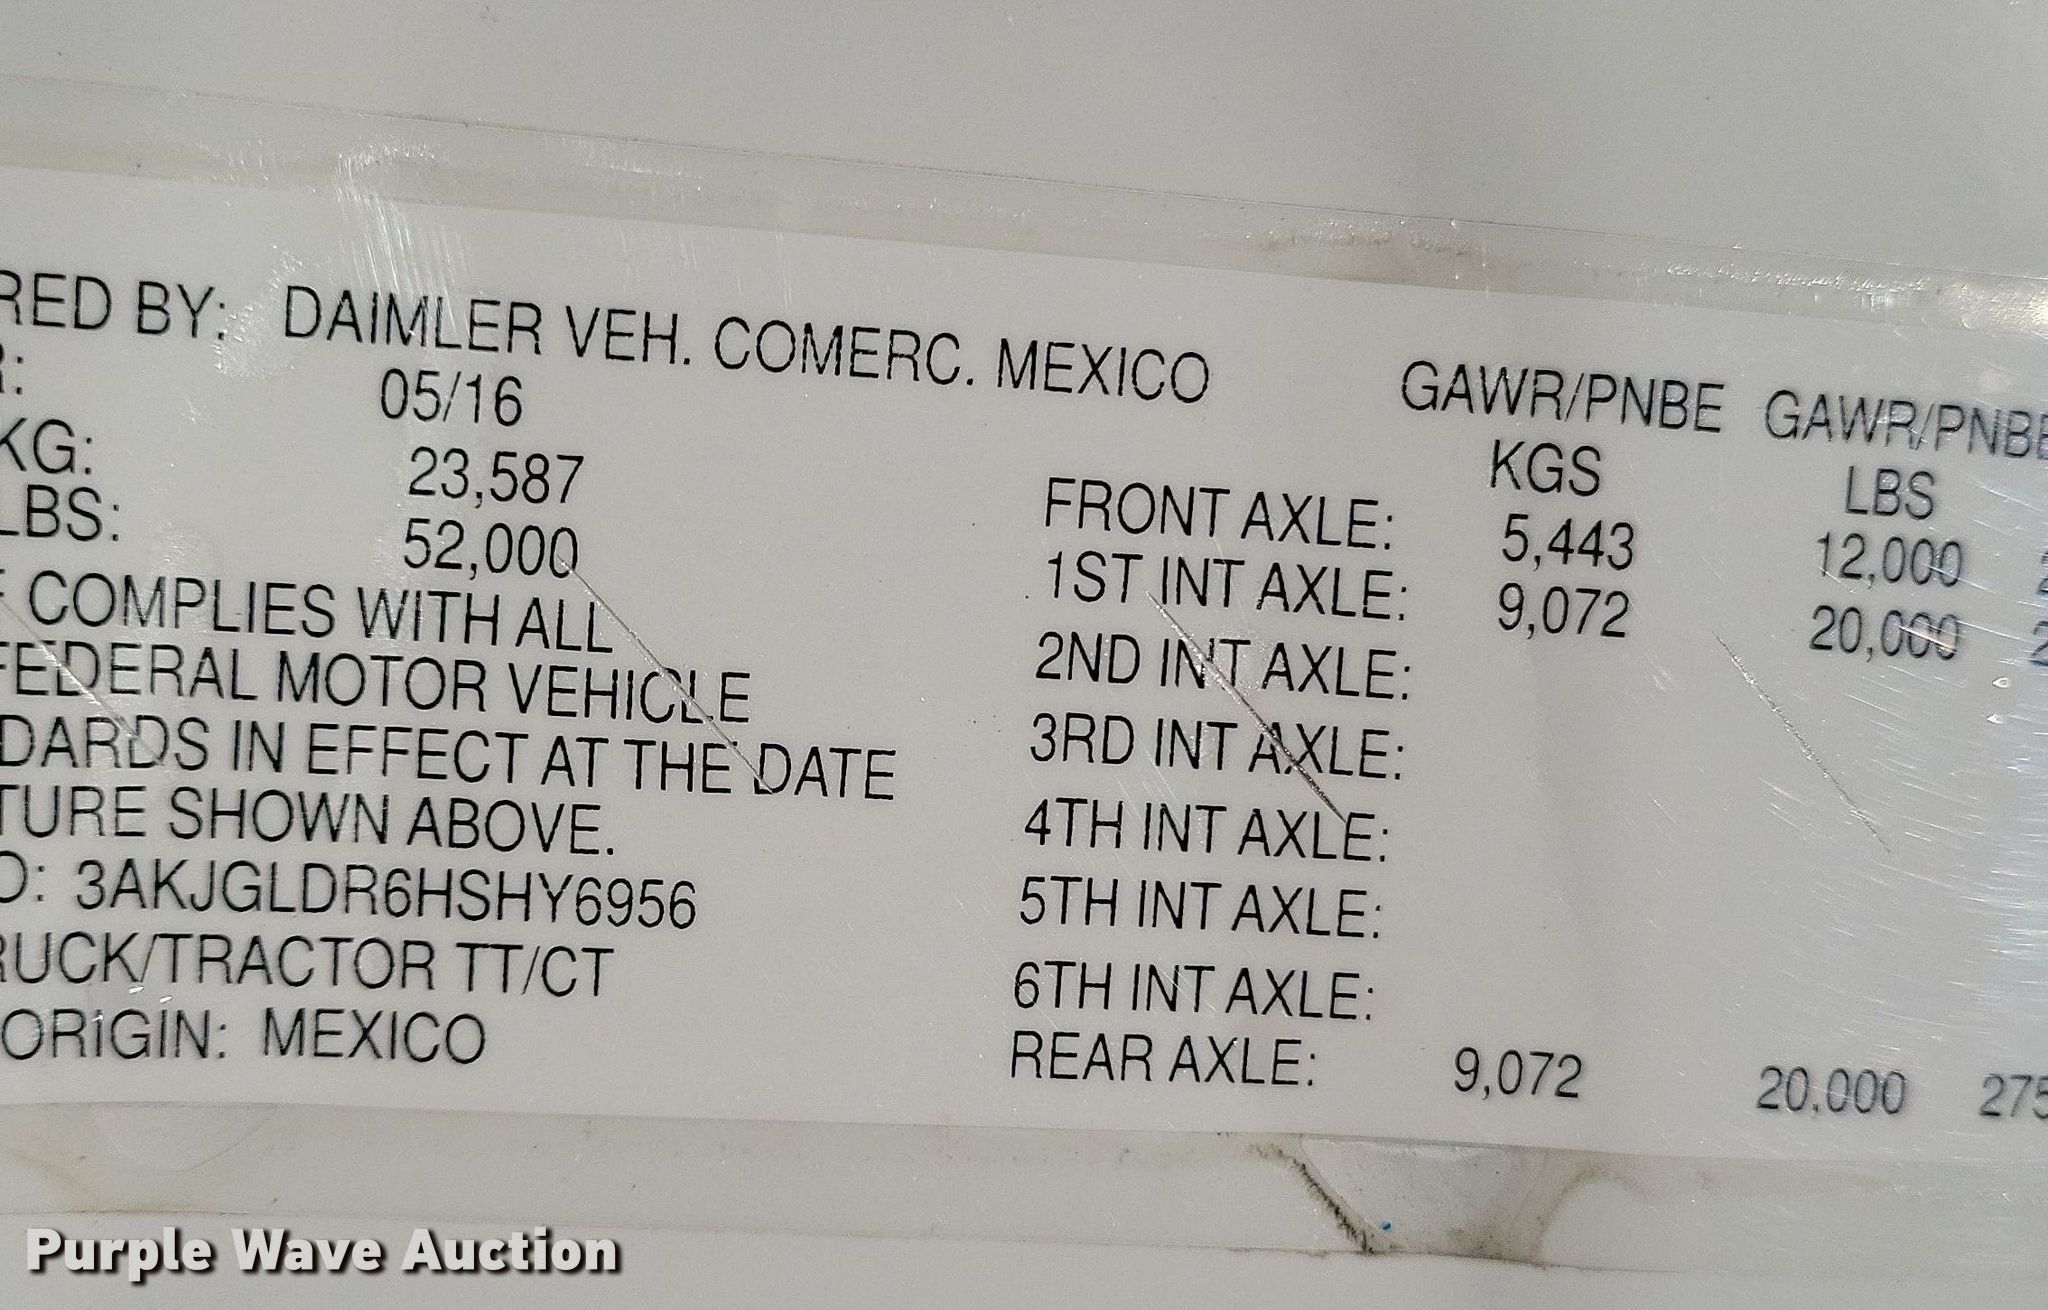 RED BY: DAIMLER VEH. COMERC. MEXICO
R: 05/16
KG: 23,587
LBS: 52,000
COMPLIES WITH ALL
FEDERAL MOTOR VEHICLE
DARDS IN EFFECT AT THE DATE
TURE SHOWN ABOVE.
O: 3AKJGLDR6HSHY6956
RUCK/TRACTOR TT/CT
ORIGIN: MEXICO
GAWR/PNBE GAWR/PNBE
KGS LBS
FRONT AXLE: 5,443 12,000 2
1ST INT AXLE: 9,072 20,000 2
2ND INT AXLE:
3RD INT AXLE:
4TH INT AXLE:
5TH INT AXLE:
6TH INT AXLE:
REAR AXLE: 9,072 20,000 275
Purple Wave Auction